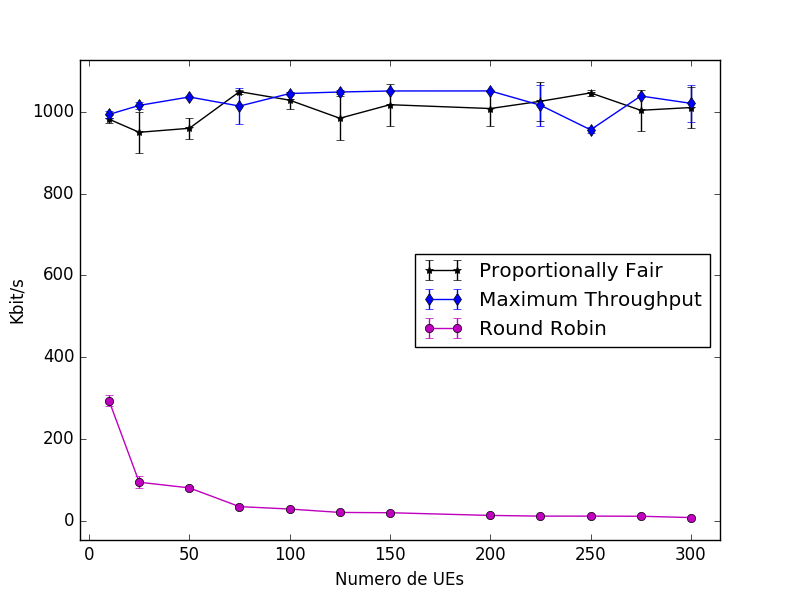 1000
800
600
400
200
0
Kbit/s
Proportionally Fair
Maximum Throughput
Round Robin
0 50 100 150 200 250 300
Numero de UEs